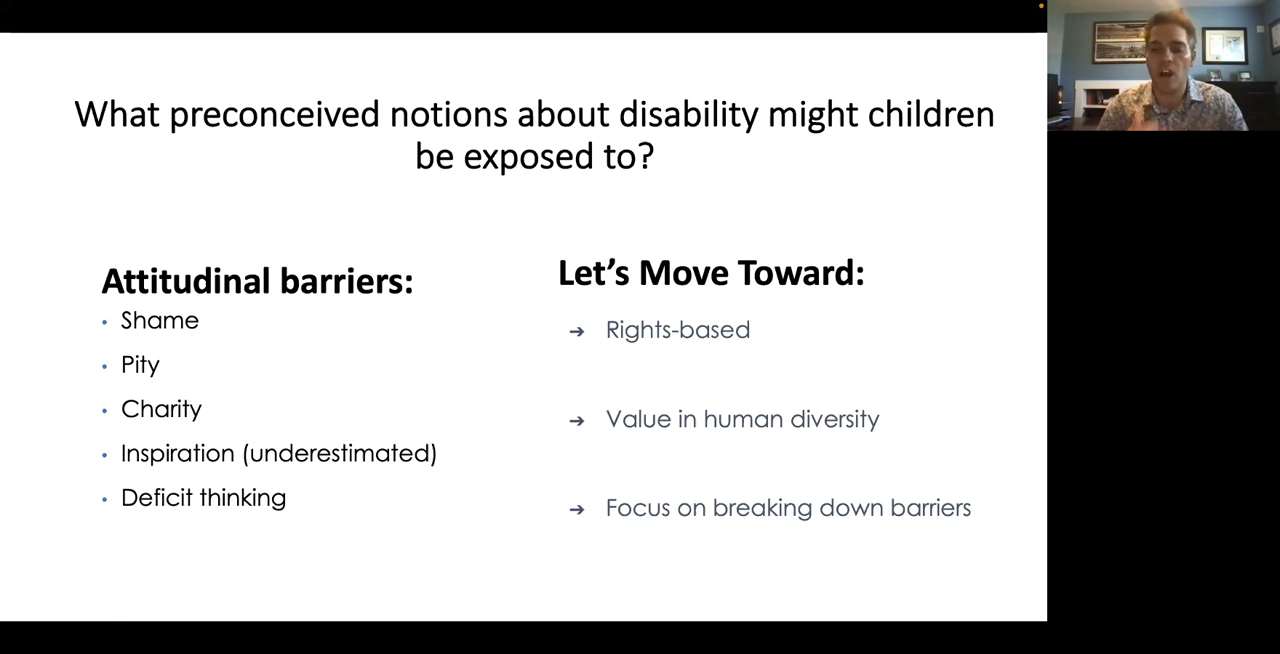 What preconceived notions about disability might children
be exposed to?
Attitudinal barriers:
• Shame
• Pity
• Charity
• Inspiration (underestimated)
• Deficit thinking
Let’s Move Toward:
➔ Rights-based
➔ Value in human diversity
➔ Focus on breaking down barriers